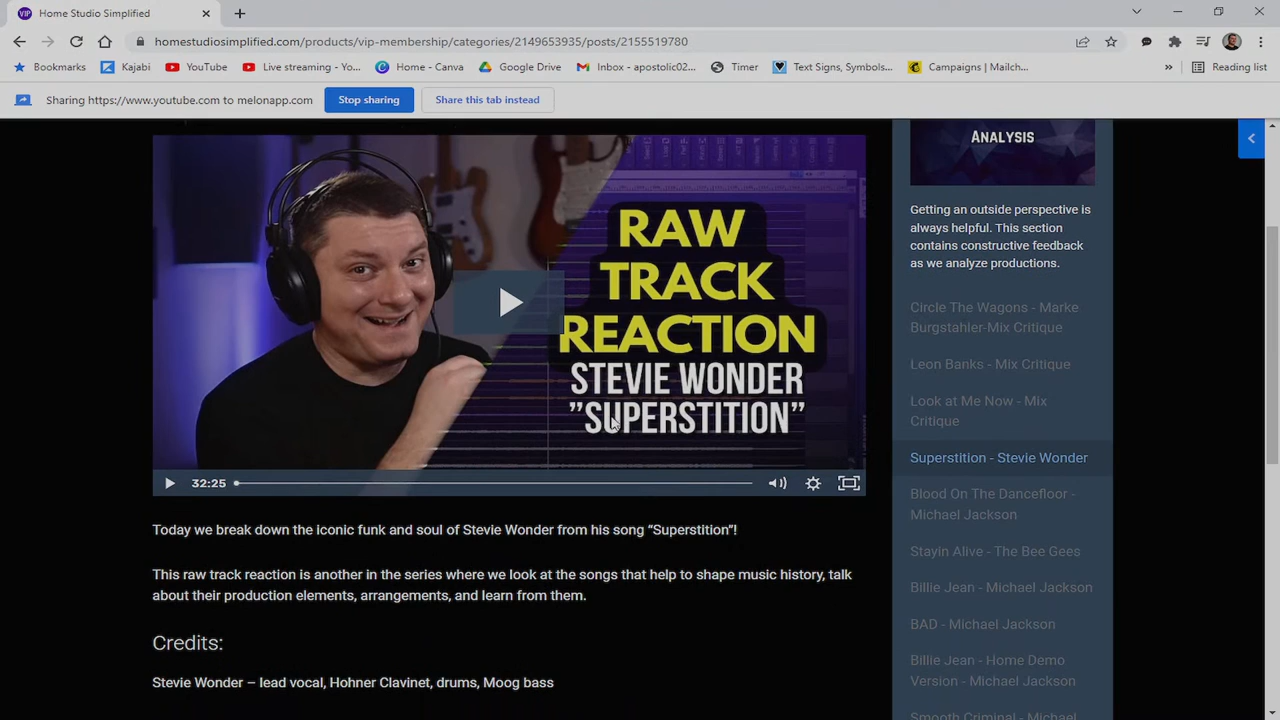 Home Studio Simplified
homestudiosimplified.com/products/vip-membership/categories/2149653935/posts/2155519780
Bookmarks
Kajabi
YouTube
Live streaming - Yo...
Home - Canva
Google Drive
Inbox - apostolic02...
Timer
Text Signs, Symbols...
Campaigns | Mailch...
»
Reading list
Sharing https://www.youtube.com to melonapp.com
Stop sharing
Share this tab instead
RAW
TRACK
REACTION
STEVIE WONDER
"SUPERSTITION"
32:25
Today we break down the iconic funk and soul of Stevie Wonder from his song “Superstition”!
This raw track reaction is another in the series where we look at the songs that help to shape music history, talk
about their production elements, arrangements, and learn from them.
Credits:
Stevie Wonder – lead vocal, Hohner Clavinet, drums, Moog bass
ANALYSIS
Getting an outside perspective is
always helpful. This section
contains constructive feedback
as we analyze productions.
Circle The Wagons - Marke
Burgstahler-Mix Critique
Leon Banks - Mix Critique
Look at Me Now - Mix
Critique
Superstition - Stevie Wonder
Blood On The Dancefloor -
Michael Jackson
Stayin Alive - The Bee Gees
Billie Jean - Michael Jackson
BAD - Michael Jackson
Billie Jean - Home Demo
Version - Michael Jackson
Smooth Criminal - Michael